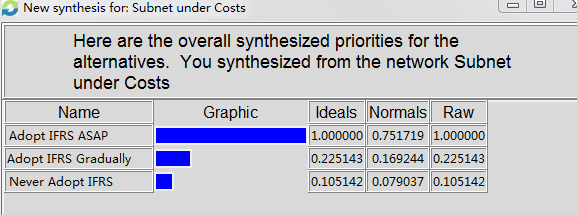 New synthesis for: Subnet under Costs
Here are the overall synthesized priorities for the
alternatives. You synthesized from the network Subnet
under Costs
Name Graphic Ideals Normals Raw
Adopt IFRS ASAP 1.000000 0.751719 1.000000
Adopt IFRS Gradually 0.225143 0.169244 0.225143
Never Adopt IFRS 0.105142 0.079037 0.105142